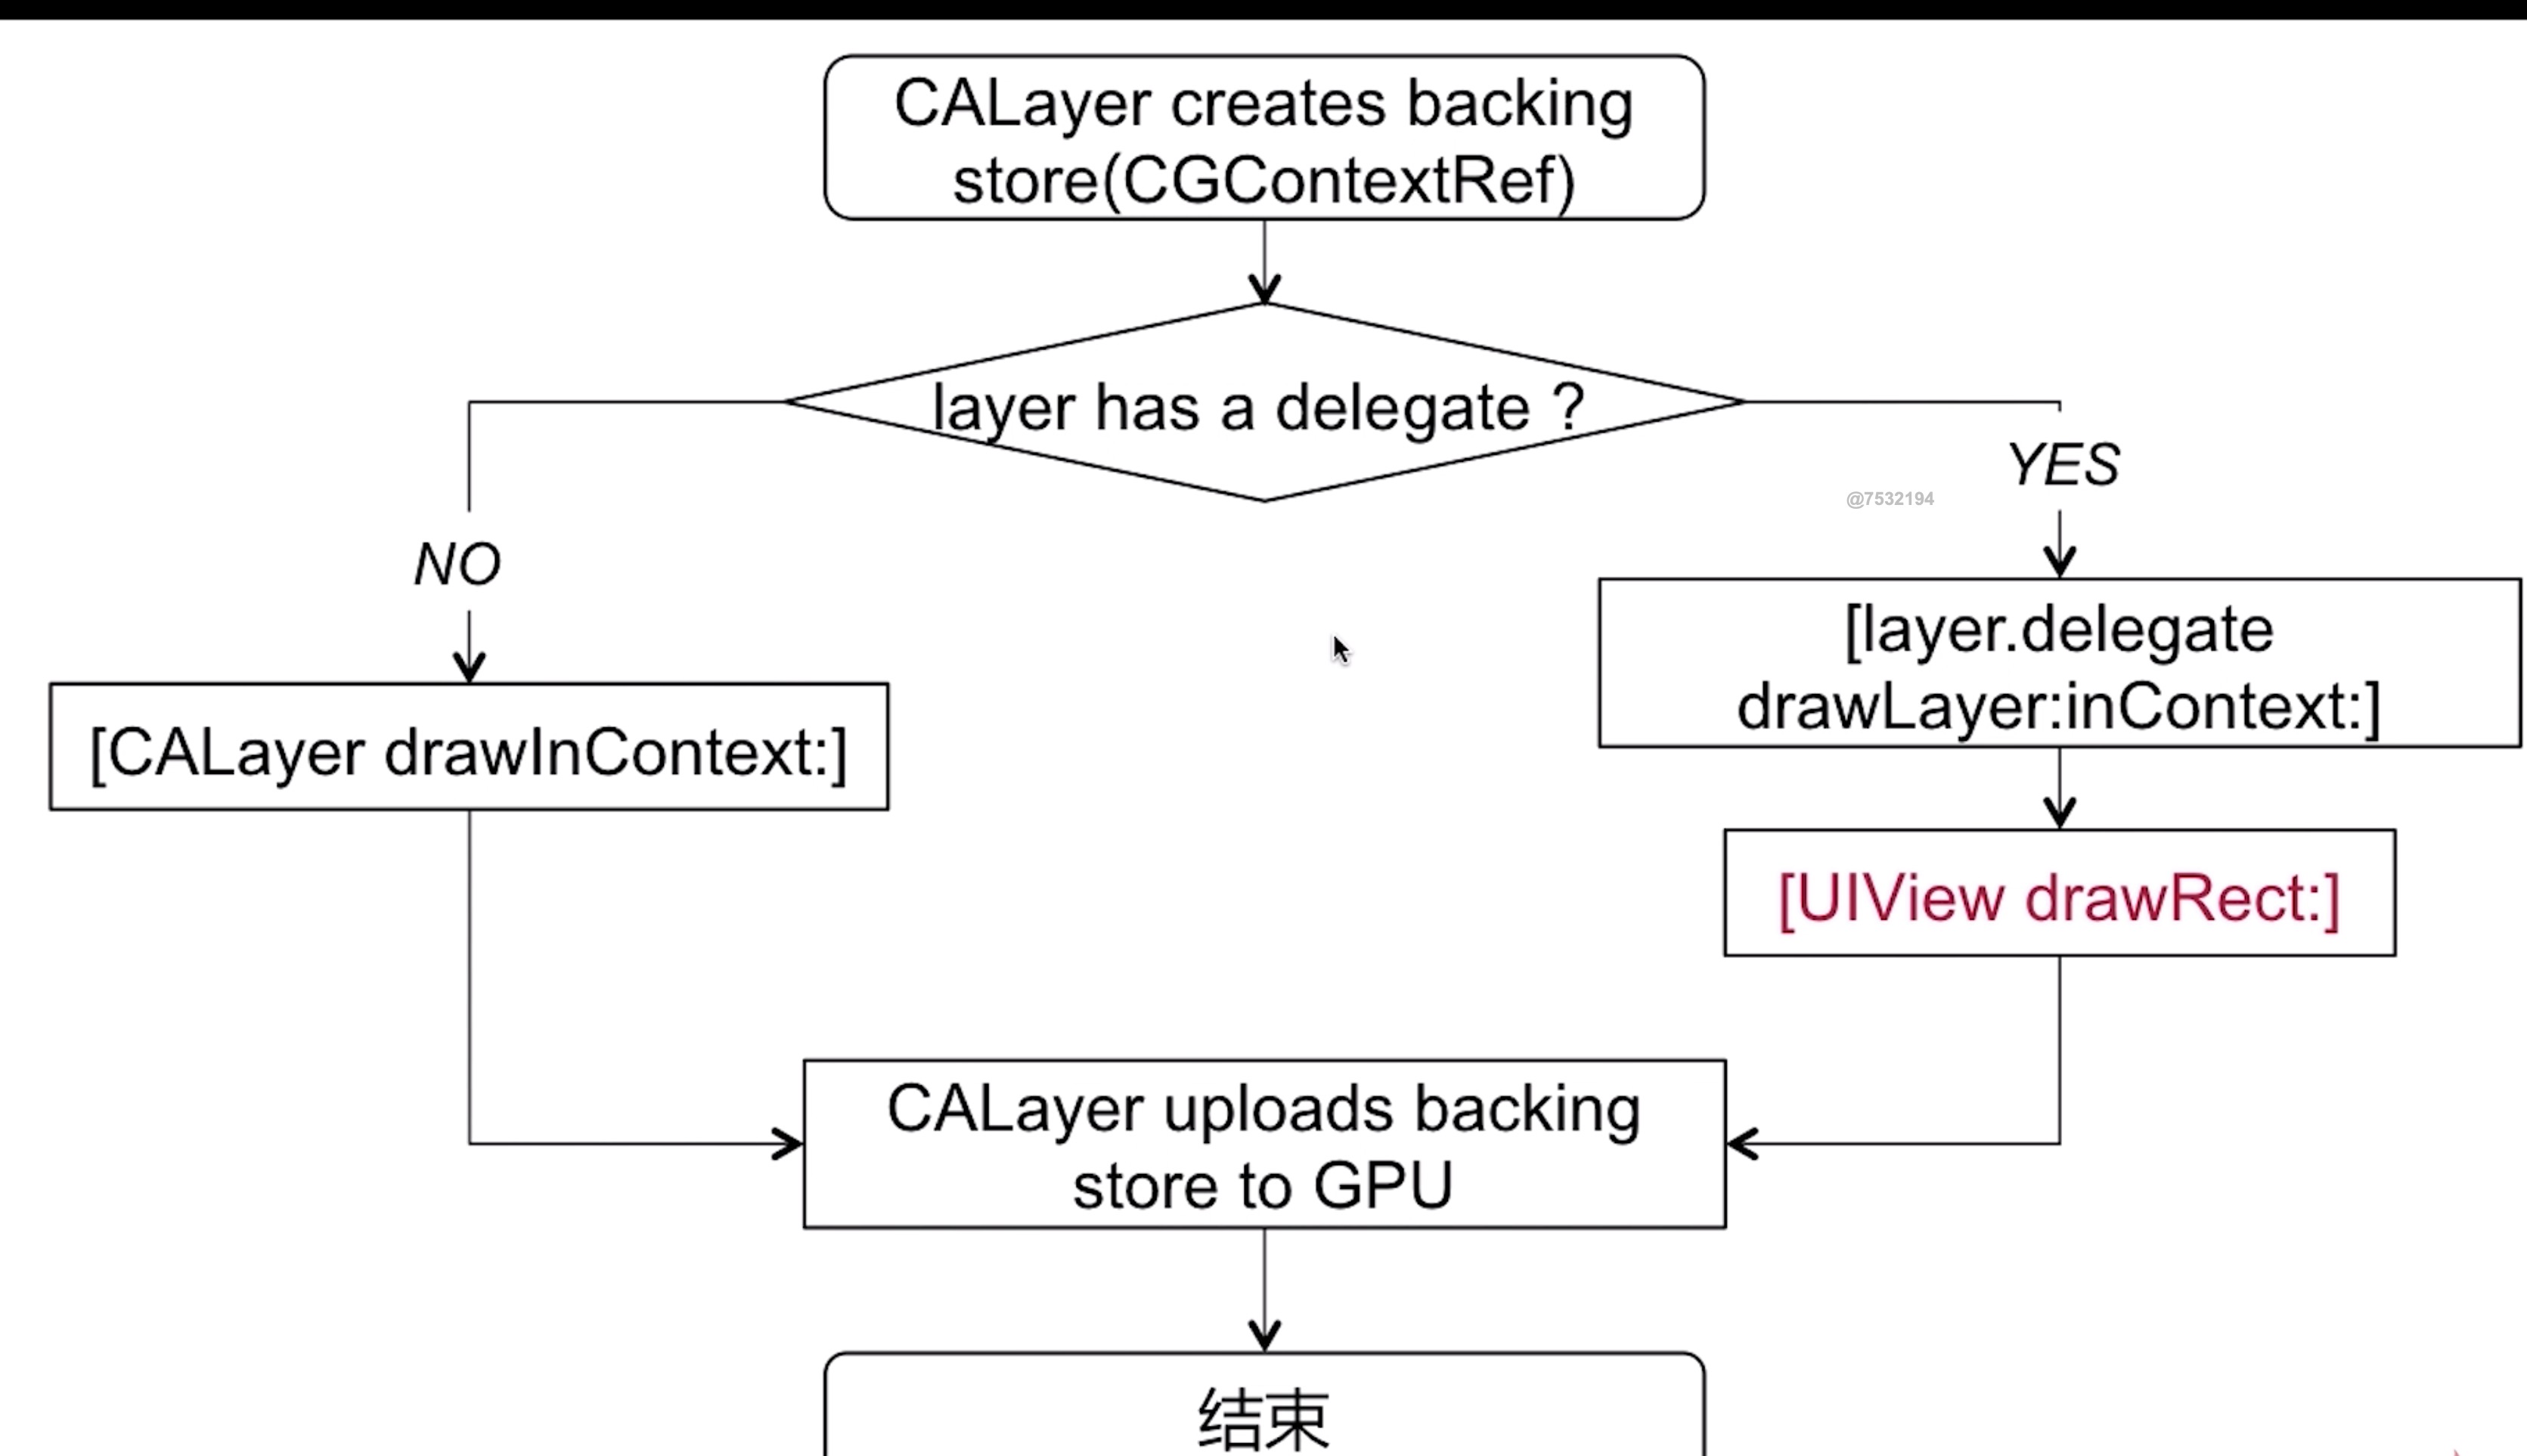 CALayer creates backing
store(CGContextRef)
layer has a delegate ?
YES
@7532194
NO
[layer.delegate
drawLayer:inContext:]
[CALayer drawInContext:]
[UIView drawRect:]
CALayer uploads backing
store to GPU
结束